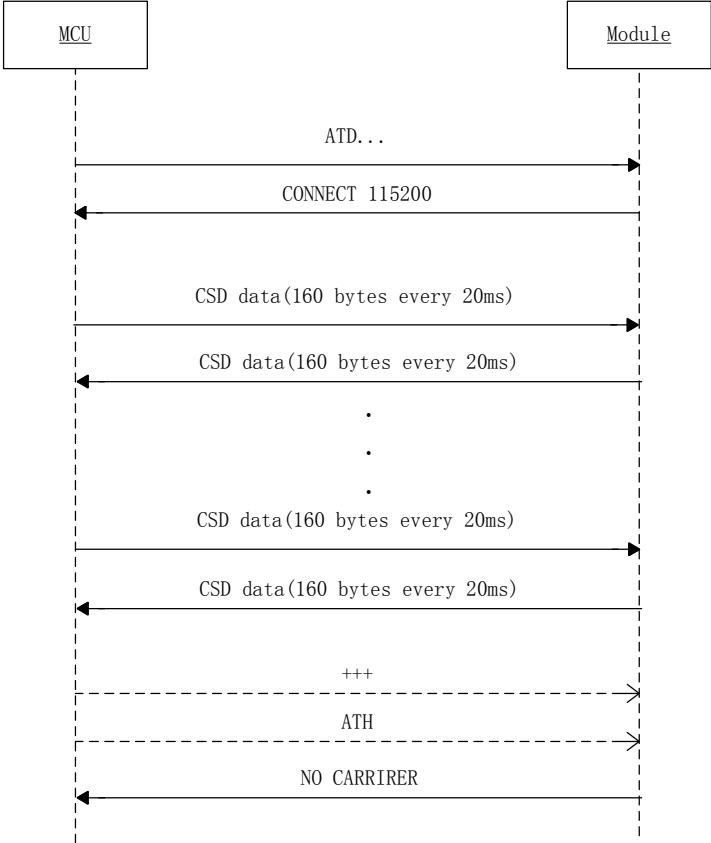 MCU
Module
ATD...
CONNECT 115200
CSD data(160 bytes every 20ms)
CSD data(160 bytes every 20ms)
.
.
.
CSD data(160 bytes every 20ms)
CSD data(160 bytes every 20ms)
+++
ATH
NO CARRIRER